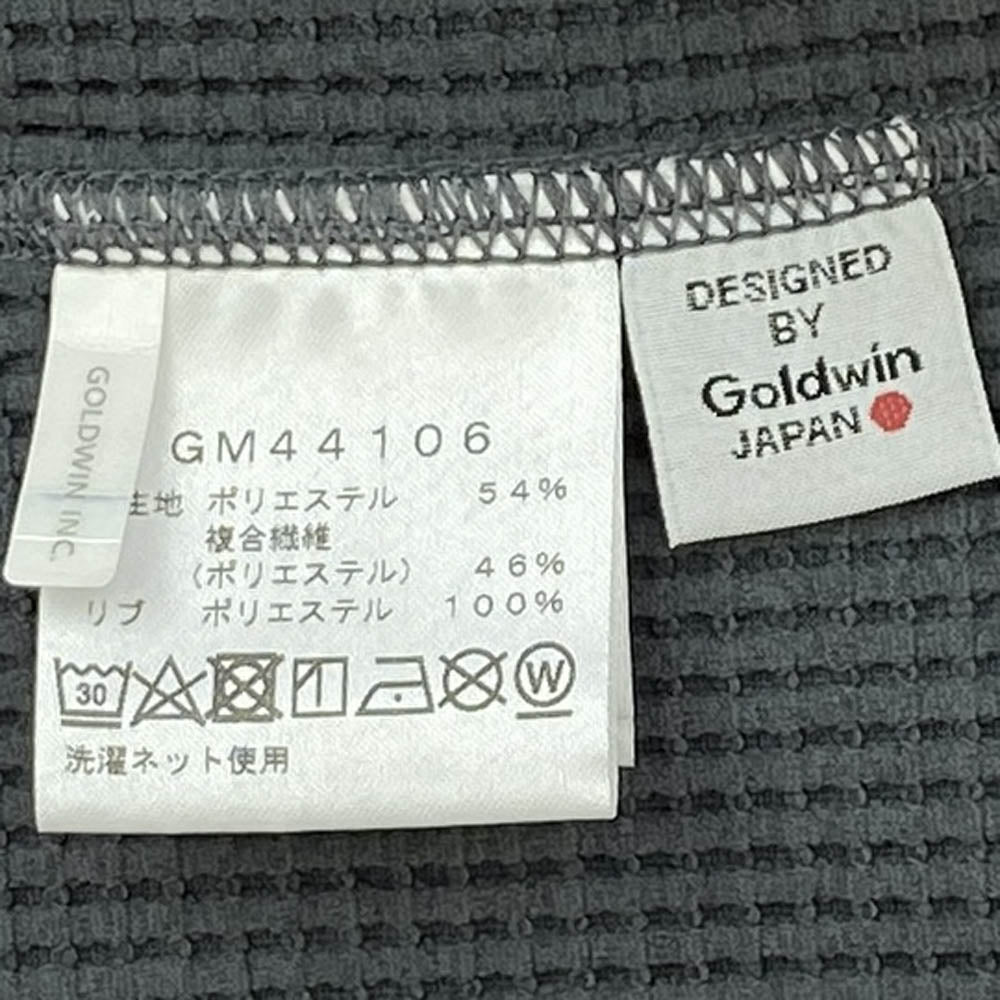 GOLDWIN INC.
GM44106
生地 ポリエステル 54%
複合繊維
(ポリエステル) 46%
リブ ポリエステル 100%
30
W
洗濯ネット使用
DESIGNED
BY
Goldwin
JAPAN